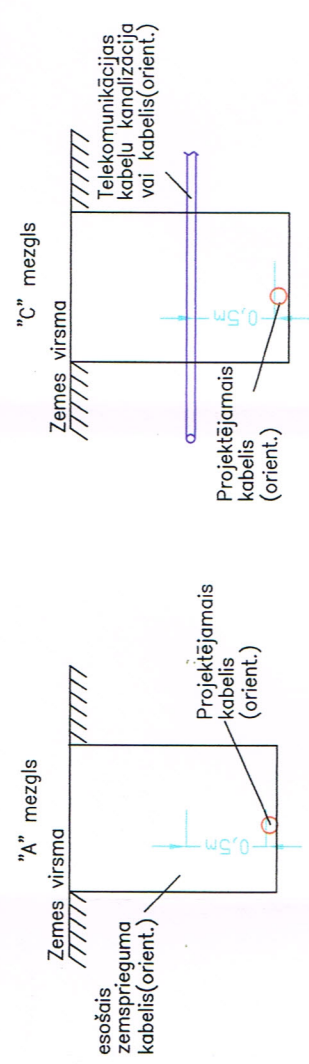 "A" mezgls
Zemes virsma
esošais
zemsprieguma
kabelis(orient.)
0,5m
Projektējamais
kabelis
(orient.)
"C" mezgls
Zemes virsma
Telekomunikācijas
kabeļu kanalizācija
vai kabelis(orient.)
0,5m
Projektējamais
kabelis
(orient.)